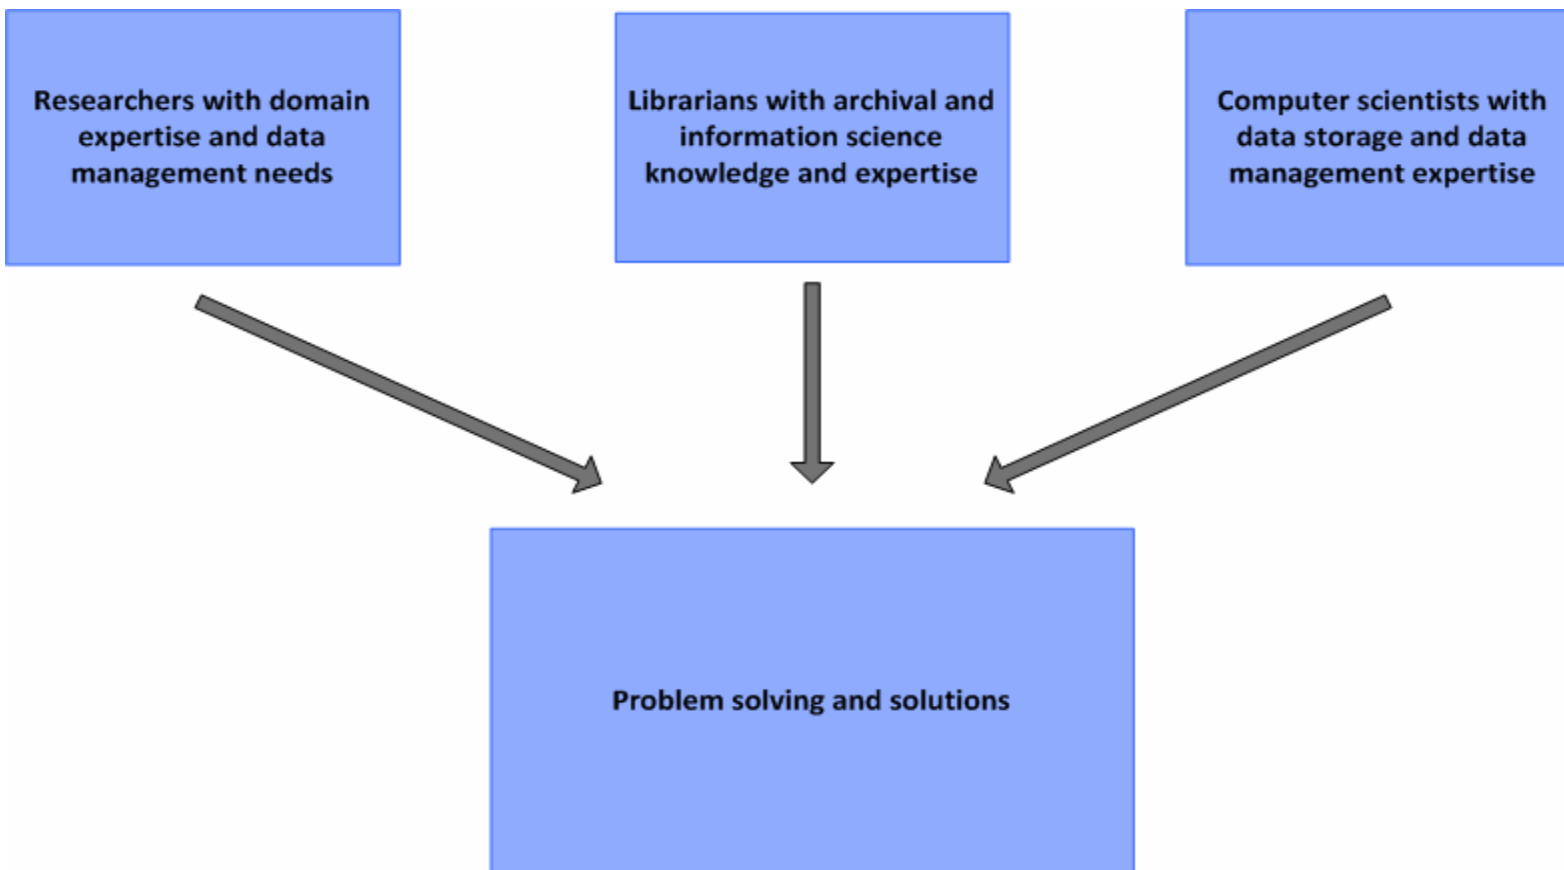 Researchers with domain
expertise and data
management needs
Librarians with archival and
information science
knowledge and expertise
Computer scientists with
data storage and data
management expertise
Problem solving and solutions